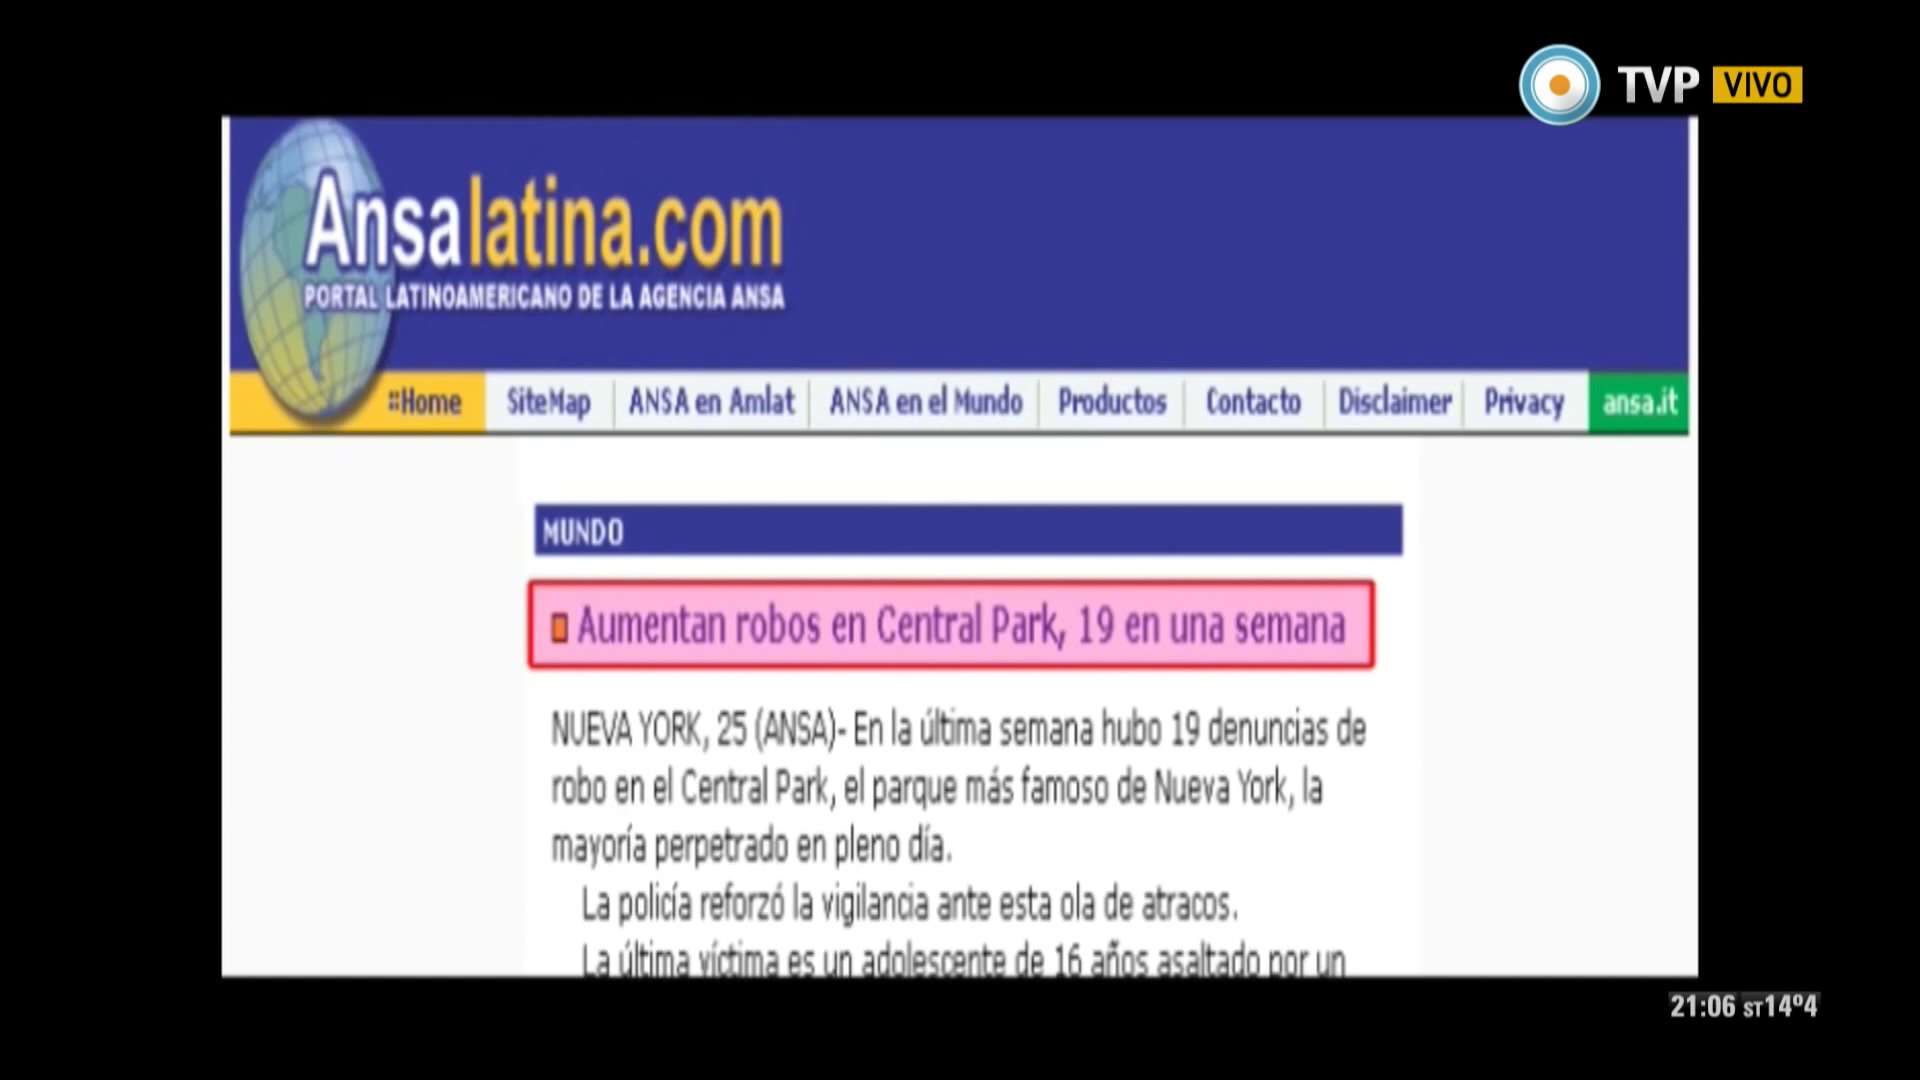 TVP VIVO
Ansalatina.com
PORTAL LATINOAMERICANO DE LA AGENCIA ANSA
::Home SiteMap ANSA en Amlat ANSA en el Mundo Productos Contacto Disclaimer Privacy ansa.it
MUNDO
Aumentan robos en Central Park, 19 en una semana
NUEVA YORK, 25 (ANSA)- En la última semana hubo 19 denuncias de
robo en el Central Park, el parque más famoso de Nueva York, la
mayoría perpetrado en pleno día.
La policía reforzó la vigilancia ante esta ola de atracos.
La última víctima es un adolescente de 16 años asaltado por un
21:06 ST14º4